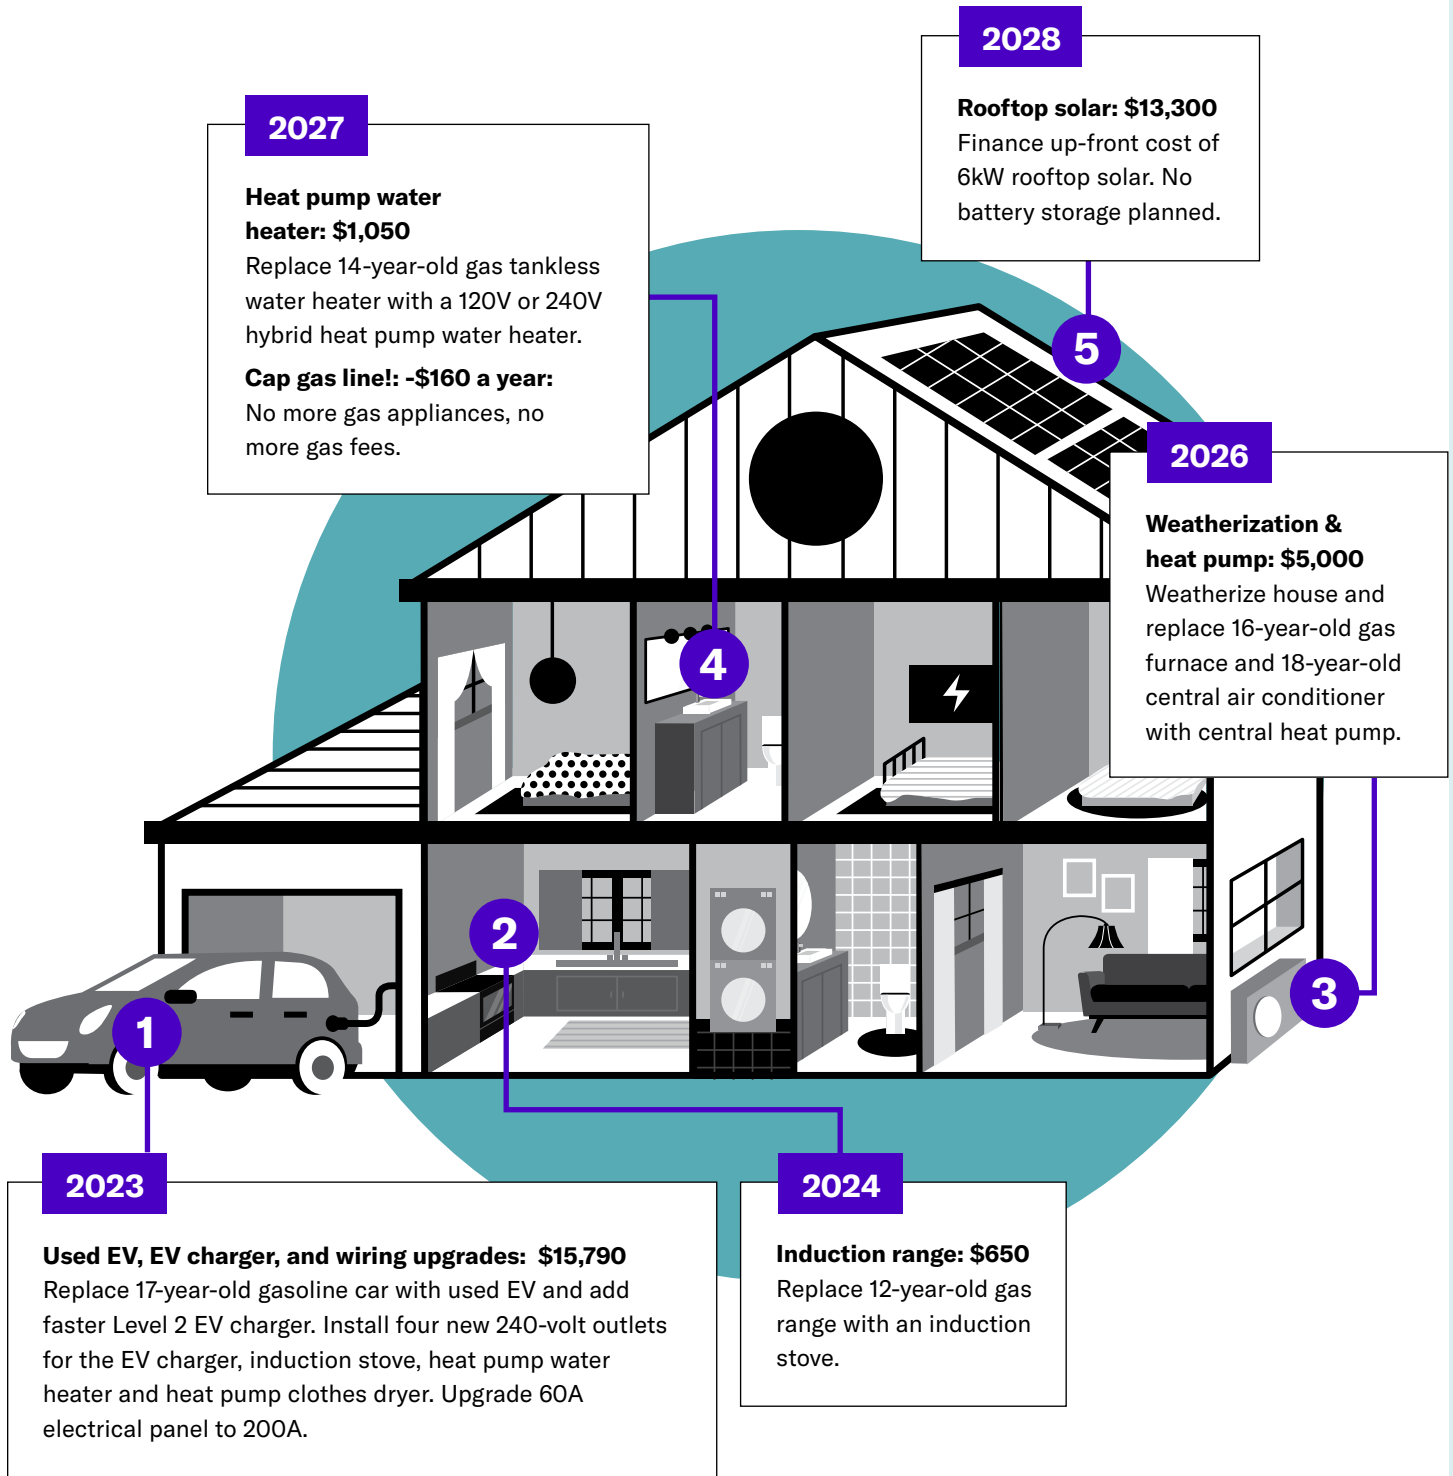 2028
Rooftop solar: $13,300
Finance up-front cost of
6kW rooftop solar. No
battery storage planned.
2027
Heat pump water
heater: $1,050
Replace 14-year-old gas tankless
water heater with a 120V or 240V
hybrid heat pump water heater.
Cap gas line!: -$160 a year:
No more gas appliances, no
more gas fees.
5
2026
Weatherization &
heat pump: $5,000
Weatherize house and
replace 16-year-old gas
furnace and 18-year-old
central air conditioner
with central heat pump.
4
2
3
1
2023
Used EV, EV charger, and wiring upgrades: $15,790
Replace 17-year-old gasoline car with used EV and add
faster Level 2 EV charger. Install four new 240-volt outlets
for the EV charger, induction stove, heat pump water
heater and heat pump clothes dryer. Upgrade 60A
electrical panel to 200A.
2024
Induction range: $650
Replace 12-year-old gas
range with an induction
stove.